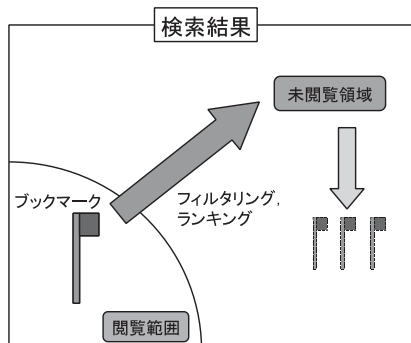 検索結果
未閲覧領域
ブックマーク
フィルタリング,
ランキング
閲覧範囲